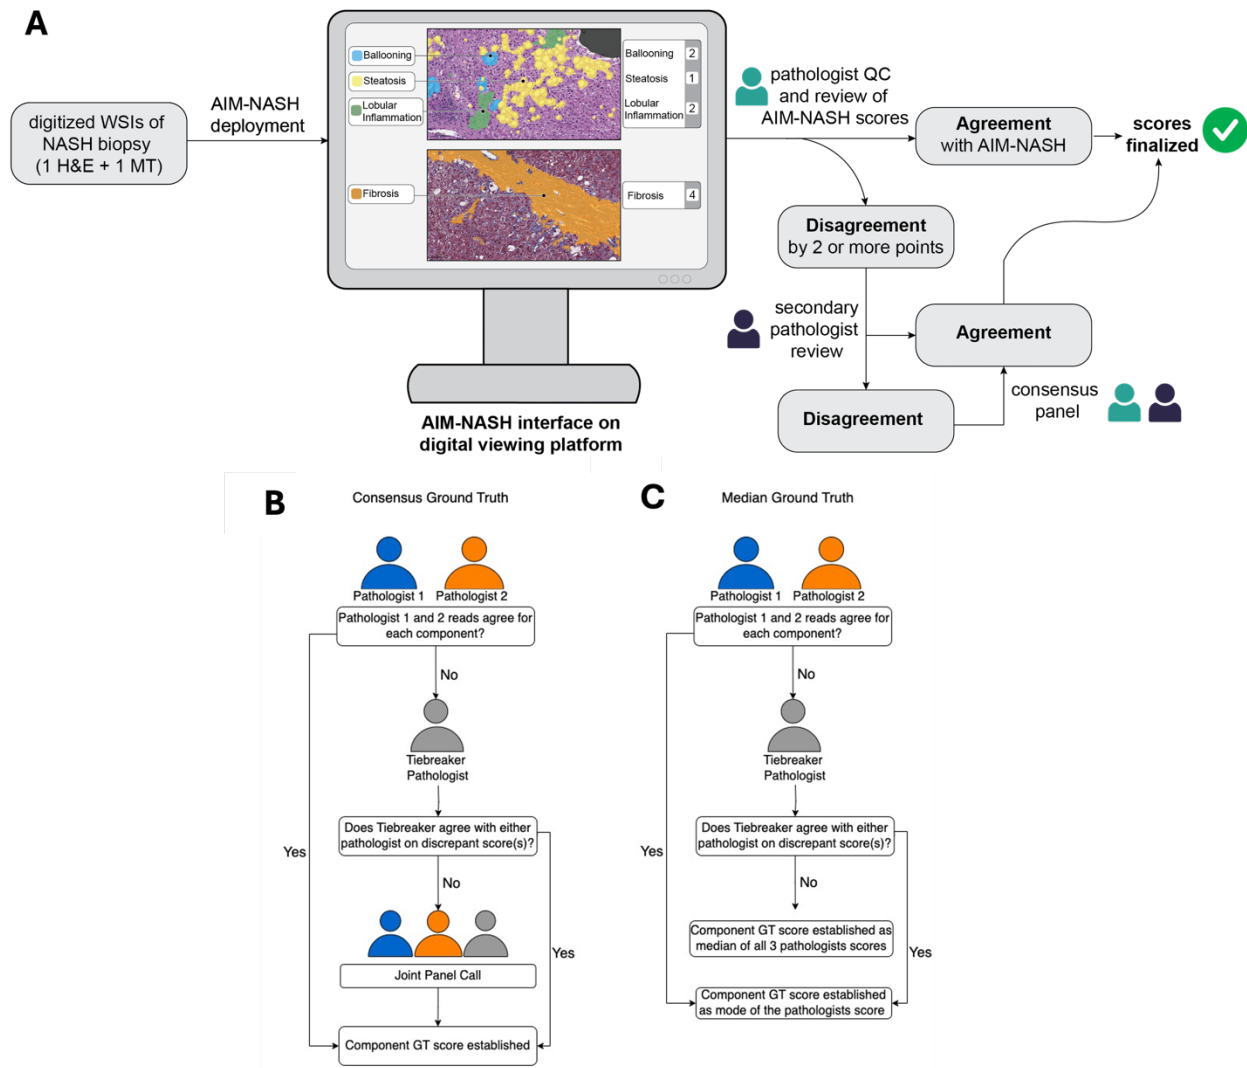 A
digitized WSIs of
NASH biopsy
(1 H&E + 1 MT)
AIM-NASH
deployment
Ballooning
Steatosis
Lobular
Inflammation
Fibrosis
Ballooning 2
Steatosis 1
Lobular
Inflammation 2
Fibrosis 4
AIM-NASH interface on
digital viewing platform
pathologist QC
and review of
AIM-NASH scores
Agreement
with AIM-NASH
scores
finalized
Disagreement
by 2 or more points
secondary
pathologist
review
Agreement
Disagreement
consensus
panel
B
Consensus Ground Truth
Pathologist 1 Pathologist 2
Pathologist 1 and 2 reads agree for
each component?
No
Tiebreaker
Pathologist
Does Tiebreaker agree with either
pathologist on discrepant score(s)?
Yes
No
Joint Panel Call
Yes
Component GT score established
C
Median Ground Truth
Pathologist 1 Pathologist 2
Pathologist 1 and 2 reads agree for
each component?
No
Tiebreaker
Pathologist
Does Tiebreaker agree with either
pathologist on discrepant score(s)?
Yes
No
Component GT score established as
median of all 3 pathologists scores
Yes
Component GT score established
as mode of the pathologists score